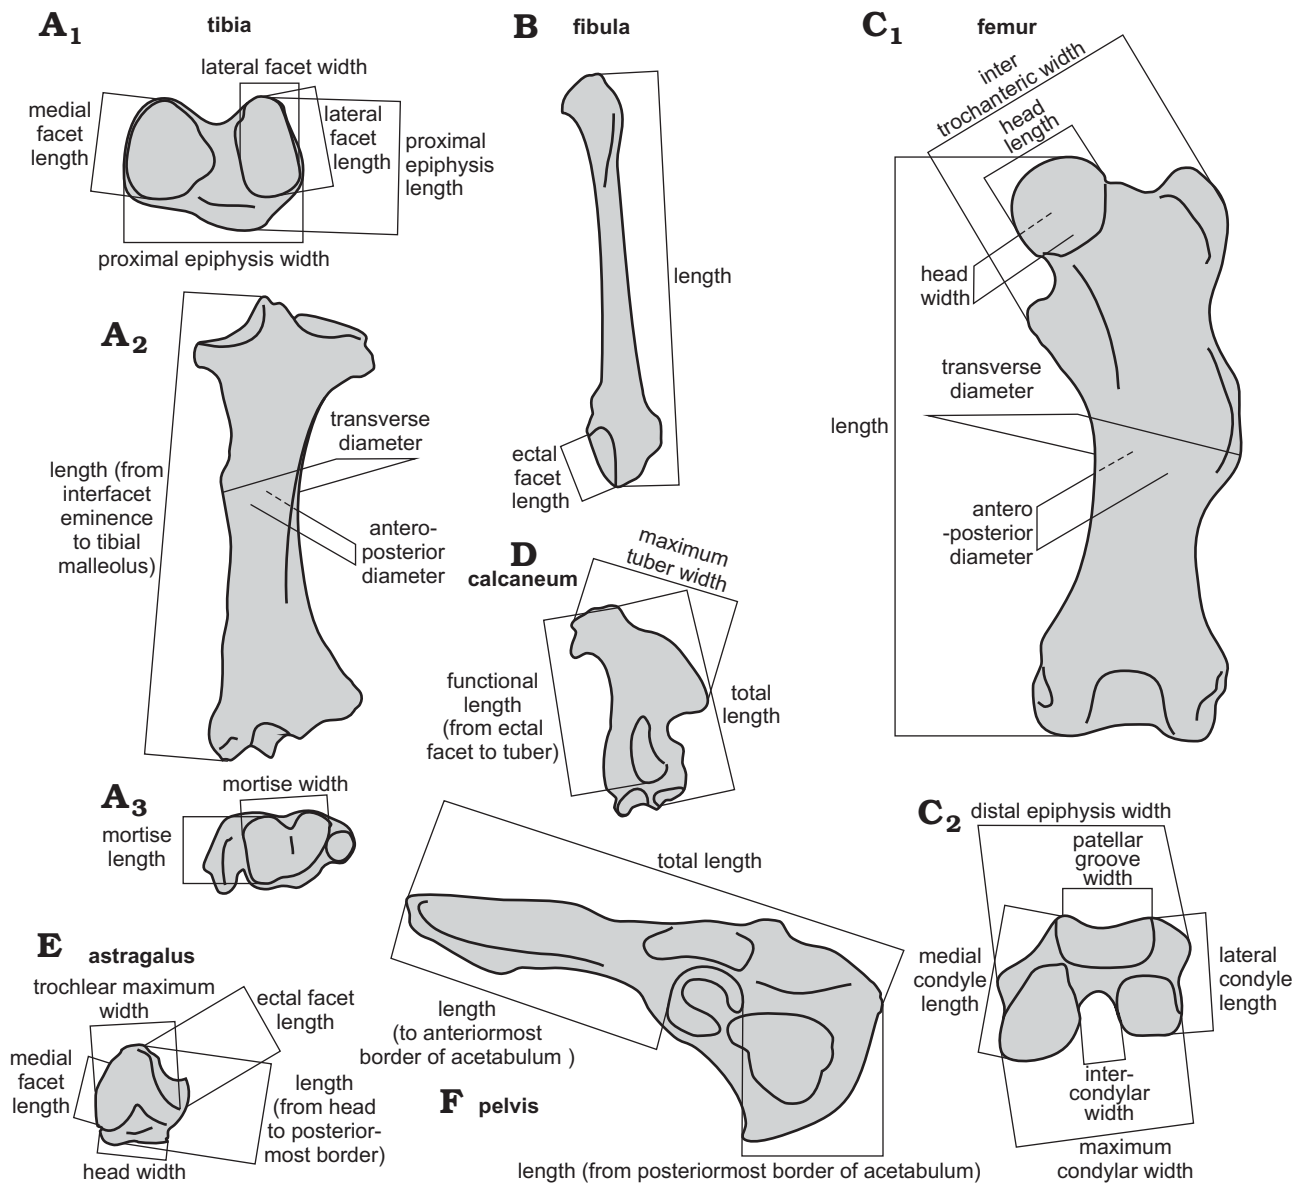 A1
tibia
lateral facet width
medial
facet
length
lateral
facet
length
proximal
epiphysis
length
proximal epiphysis width
A2
transverse
diameter
length (from
interfacet
eminence
to tibial
malleolus)
antero-
posterior
diameter
A3
mortise width
mortise
length
B
fibula
length
ectal
facet
length
C1
femur
inter
trochanteric width
head
length
head
width
transverse
diameter
length
antero
-posterior
diameter
C2
distal epiphysis width
patellar
groove
width
medial
condyle
length
lateral
condyle
length
inter-
condylar
width
maximum
condylar width
D
calcaneum
maximum
tuber width
functional
length
(from ectal
facet to tuber)
total
length
E
astragalus
trochlear maximum
width
ectal facet
length
medial
facet
length
length
(from head
to posterior-
most border)
head width
F
pelvis
total length
length
(to anteriormost
border of acetabulum )
length (from posteriormost border of acetabulum)